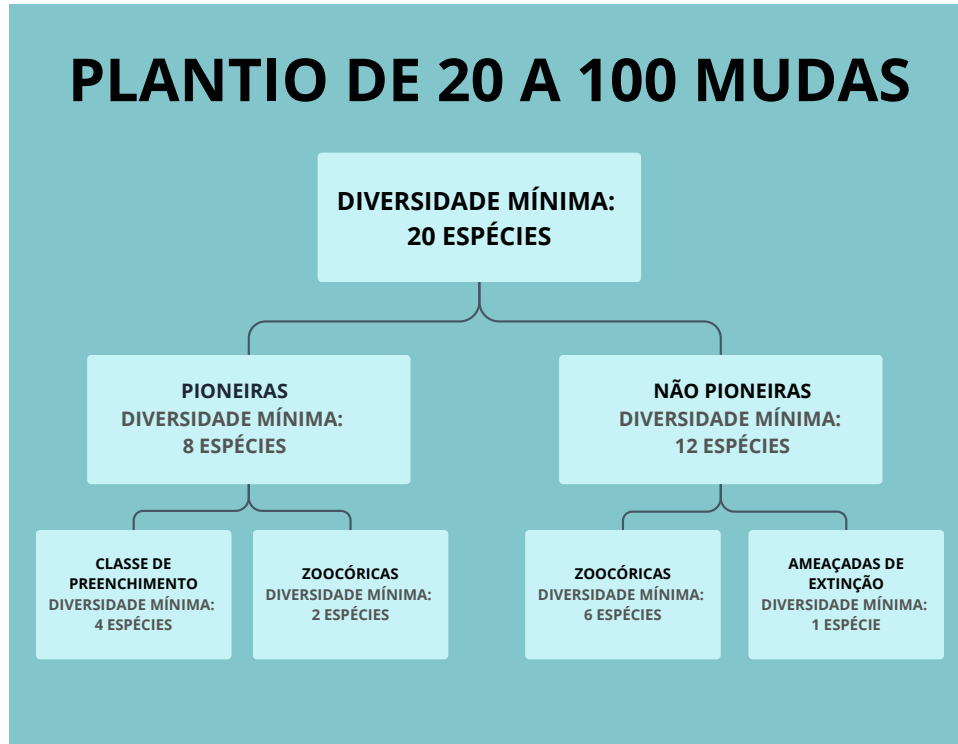 PLANTIO DE 20 A 100 MUDAS
DIVERSIDADE MÍNIMA:
20 ESPÉCIES
PIONEIRAS
DIVERSIDADE MÍNIMA:
8 ESPÉCIES
NÃO PIONEIRAS
DIVERSIDADE MÍNIMA:
12 ESPÉCIES
CLASSE DE
PREENCHIMENTO
DIVERSIDADE MÍNIMA:
4 ESPÉCIES
ZOOCÓRICAS
DIVERSIDADE MÍNIMA:
2 ESPÉCIES
ZOOCÓRICAS
DIVERSIDADE MÍNIMA:
6 ESPÉCIES
AMEAÇADAS DE
EXTINÇÃO
DIVERSIDADE MÍNIMA:
1 ESPÉCIE